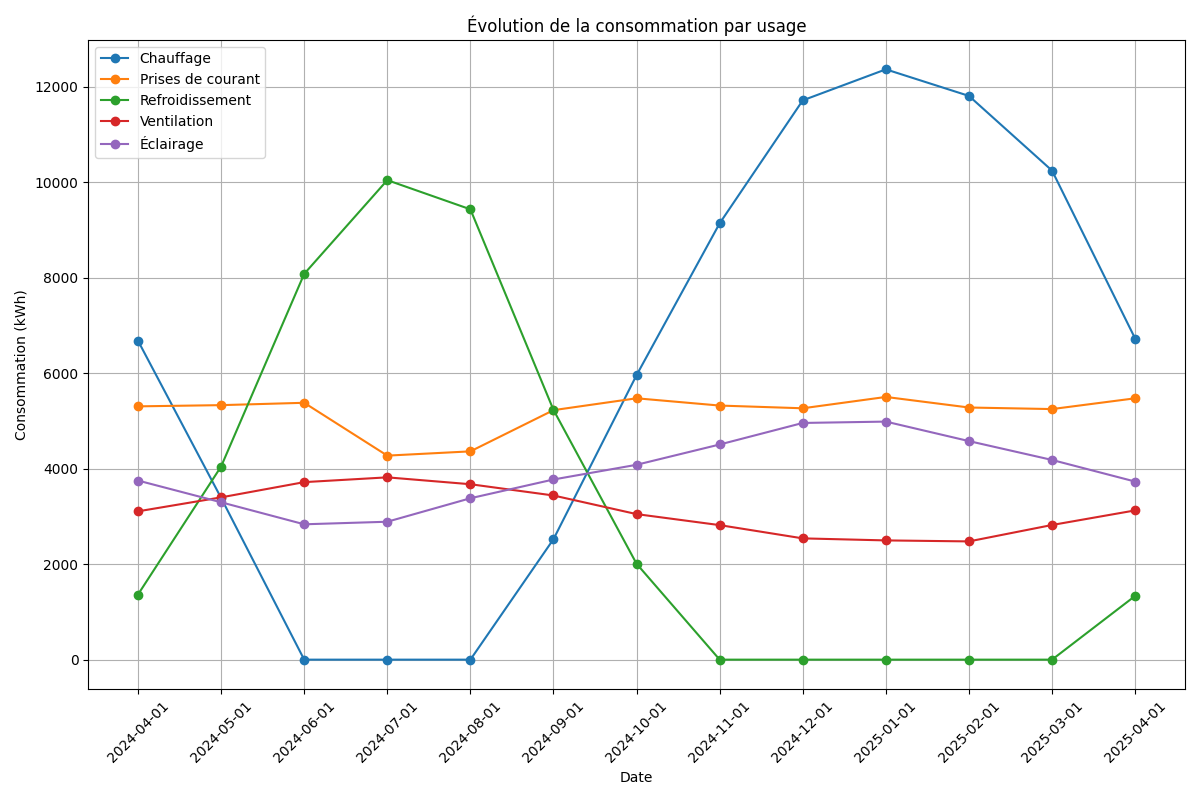 Évolution de la consommation par usage
Chauffage
Prises de courant
Refroidissement
Ventilation
Éclairage
Consommation (kWh)
12000
10000
8000
6000
4000
2000
0
2024-04-01
2024-05-01
2024-06-01
2024-07-01
2024-08-01
2024-09-01
2024-10-01
2024-11-01
2024-12-01
2025-01-01
2025-02-01
2025-03-01
2025-04-01
Date